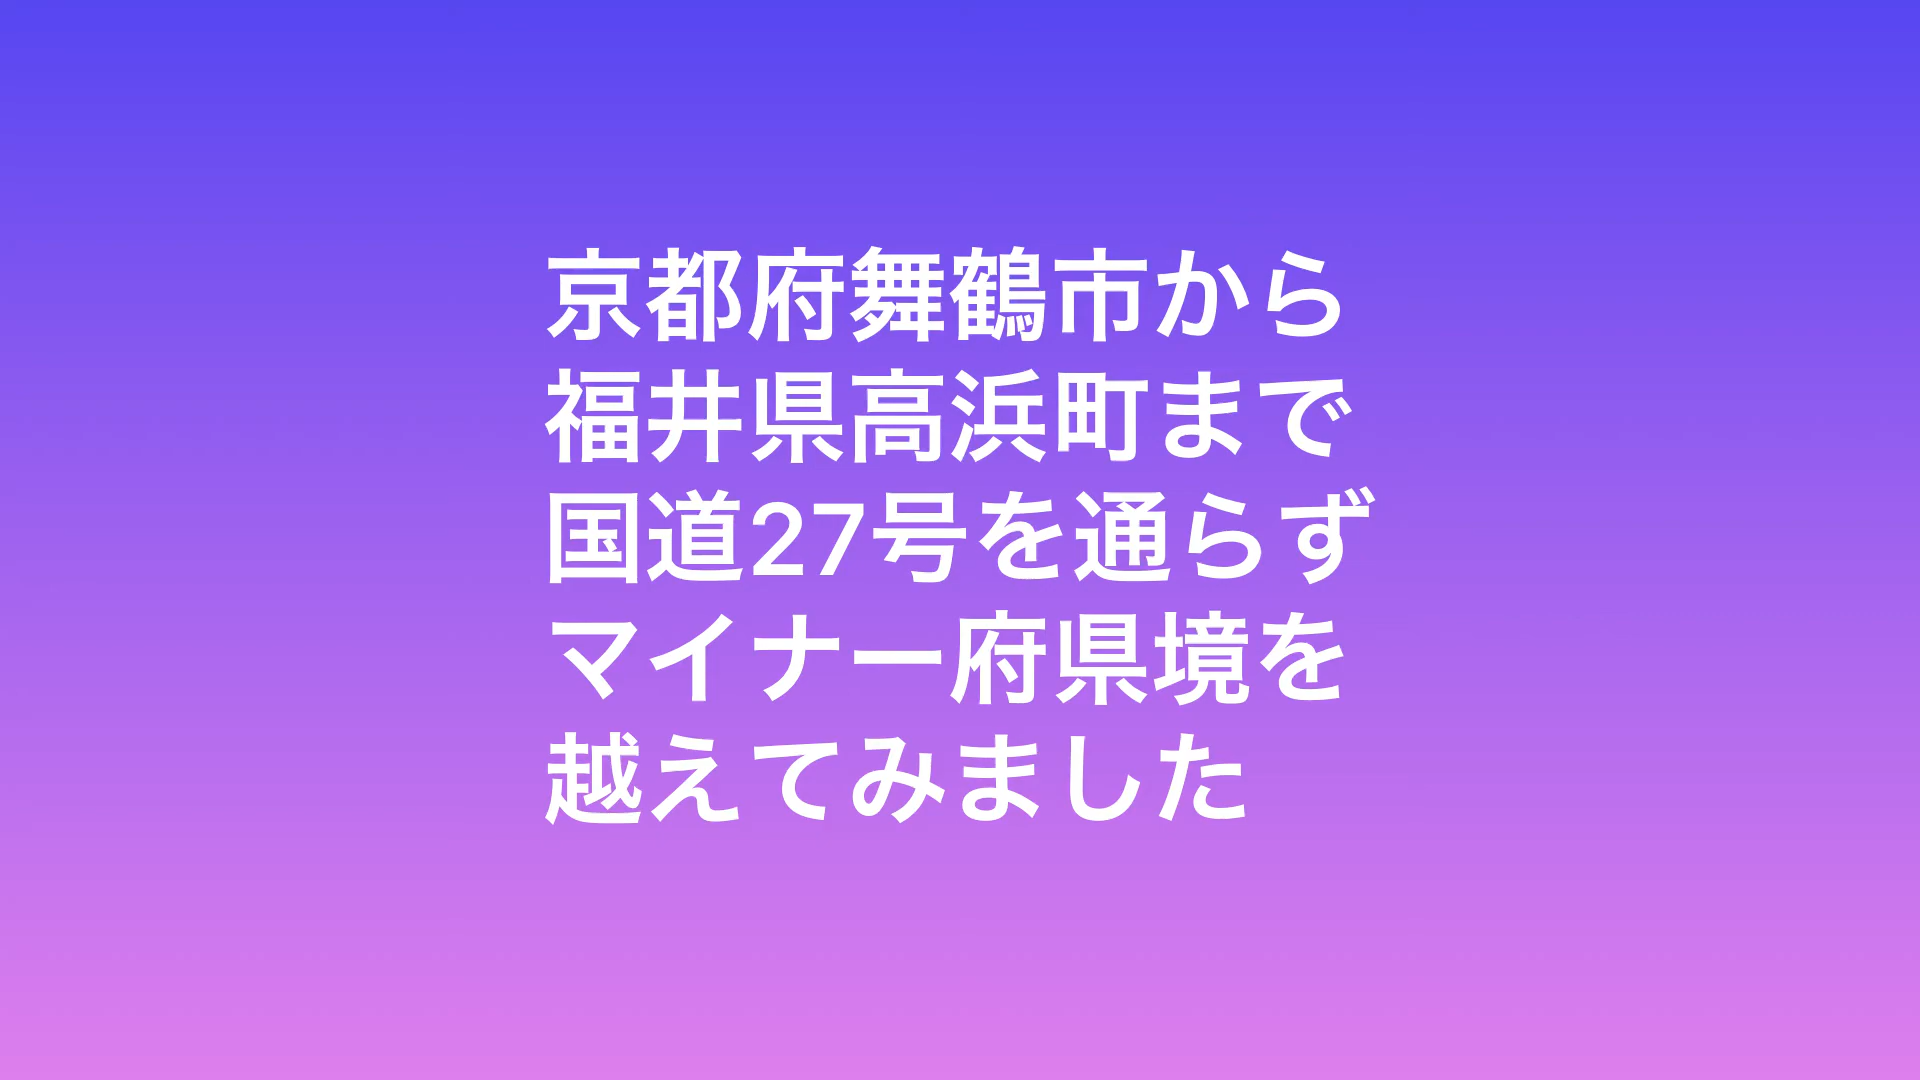 京都府舞鶴市から
福井県高浜町まで
国道27号を通らず
マイナー府県境を
越えてみました